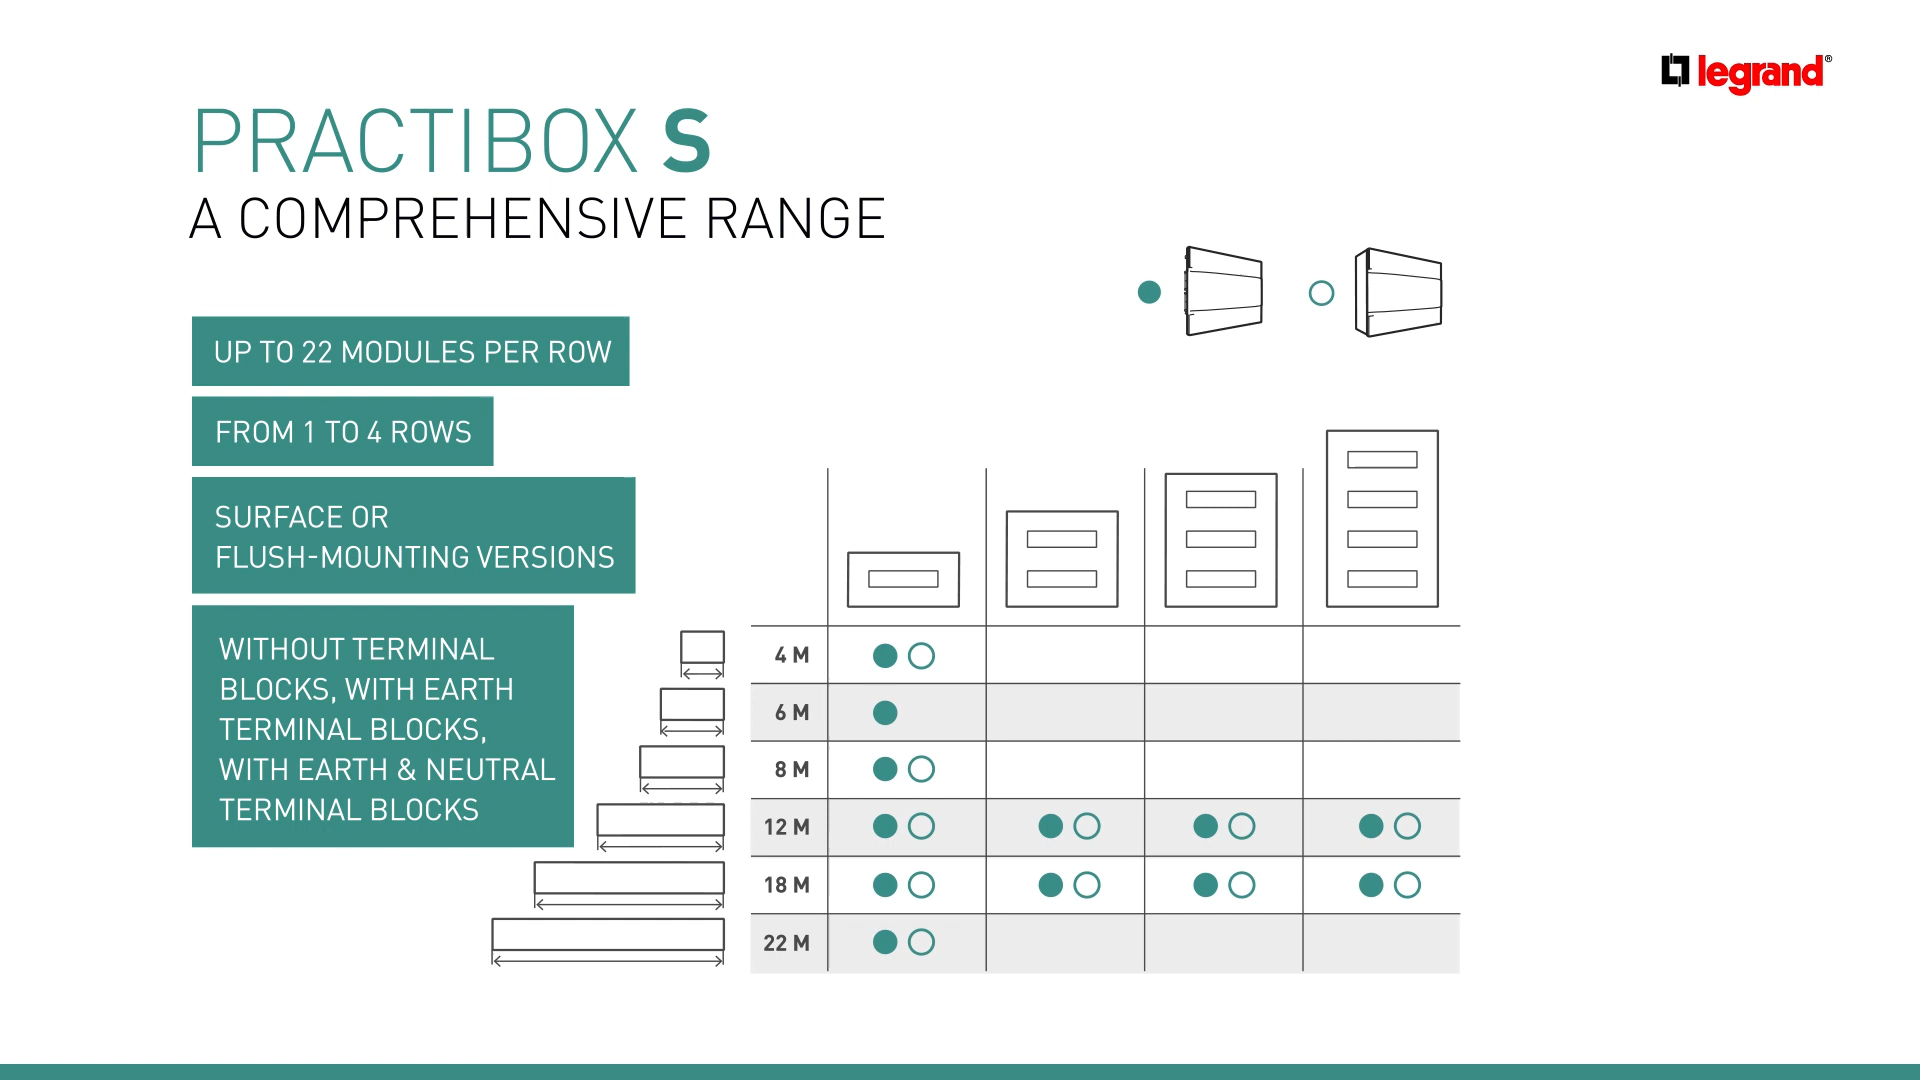 legrand®
PRACTIBOX S
A COMPREHENSIVE RANGE
UP TO 22 MODULES PER ROW
FROM 1 TO 4 ROWS
SURFACE OR
FLUSH-MOUNTING VERSIONS
WITHOUT TERMINAL
BLOCKS, WITH EARTH
TERMINAL BLOCKS,
WITH EARTH & NEUTRAL
TERMINAL BLOCKS
4 M
6 M
8 M
12 M
18 M
22 M